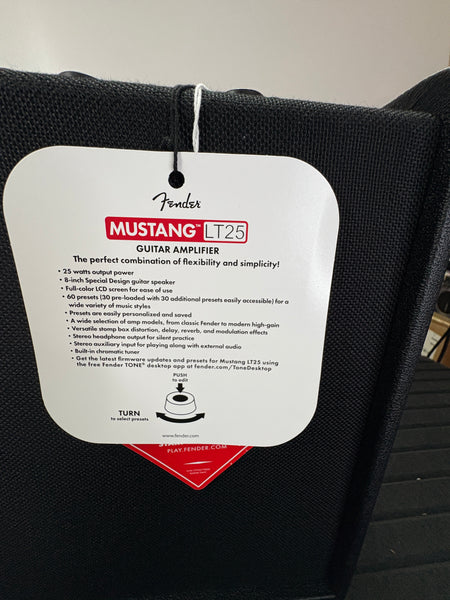 Fender
MUSTANG™ LT25
GUITAR AMPLIFIER
The perfect combination of flexibility and simplicity!
• 25 watts output power
• 8-inch Special Design guitar speaker
• Full-color LCD screen for ease of use
• 60 presets (30 pre-loaded with 30 additional presets easily accessible) for a
wide variety of music styles
• Presets are easily personalized and saved
• A wide selection of amp models, from classic Fender to modern high-gain
• Versatile stomp box distortion, delay, reverb, and modulation effects
• Stereo headphone output for silent practice
• Stereo auxiliary input for playing along with external audio
• Built-in chromatic tuner
• Get the latest firmware updates and presets for Mustang LT25 using
the free Fender TONE™ desktop app at fender.com/ToneDesktop
PUSH
to edit
TURN
to select presets
www.fender.com
PLAY.FENDER.COM